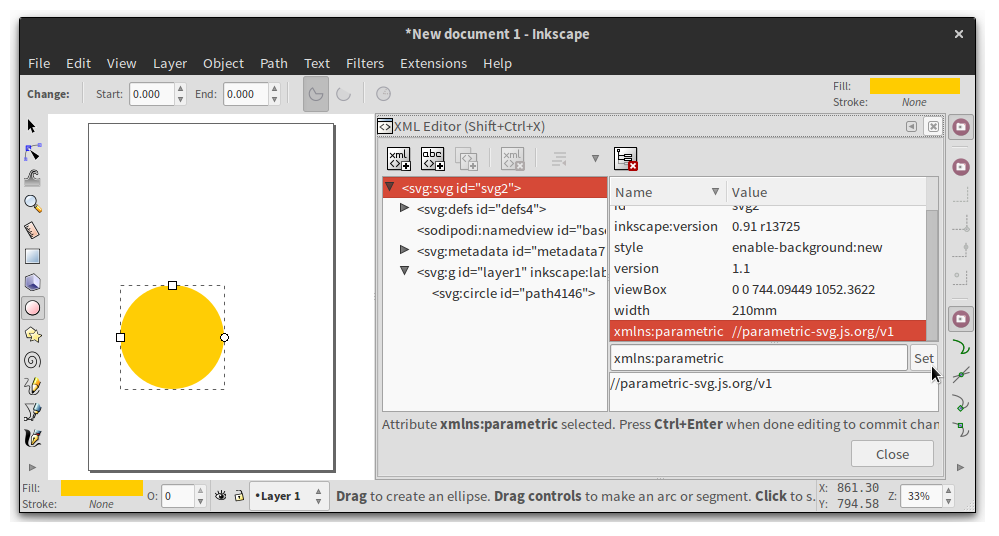 *New document 1 - Inkscape
File Edit View Layer Object Path Text Filters Extensions Help
Change: Start: 0.000 End: 0.000 Fill:
Stroke: None
XML Editor (Shift+Ctrl+X)
xml abc xml
<svg:svg id="svg2">
<svg:defs id="defs4">
<sodipodi:namedview id="base
<svg:metadata id="metadata7
<svg:g id="layer1" inkscape:lab
<svg:circle id="path4146">
Name Value
id svg2
inkscape:version 0.91 r13725
style enable-background:new
version 1.1
viewBox 0 0 744.09449 1052.3622
width 210mm
xmlns:parametric //parametric-svg.js.org/v1
xmlns:parametric Set
//parametric-svg.js.org/v1
Attribute xmlns:parametric selected. Press Ctrl+Enter when done editing to commit chan
Close
Fill:
Stroke: None
O: 0
•Layer 1
Drag to create an ellipse. Drag controls to make an arc or segment. Click to s.
X: 861.30
Y: 794.58
Z: 33%